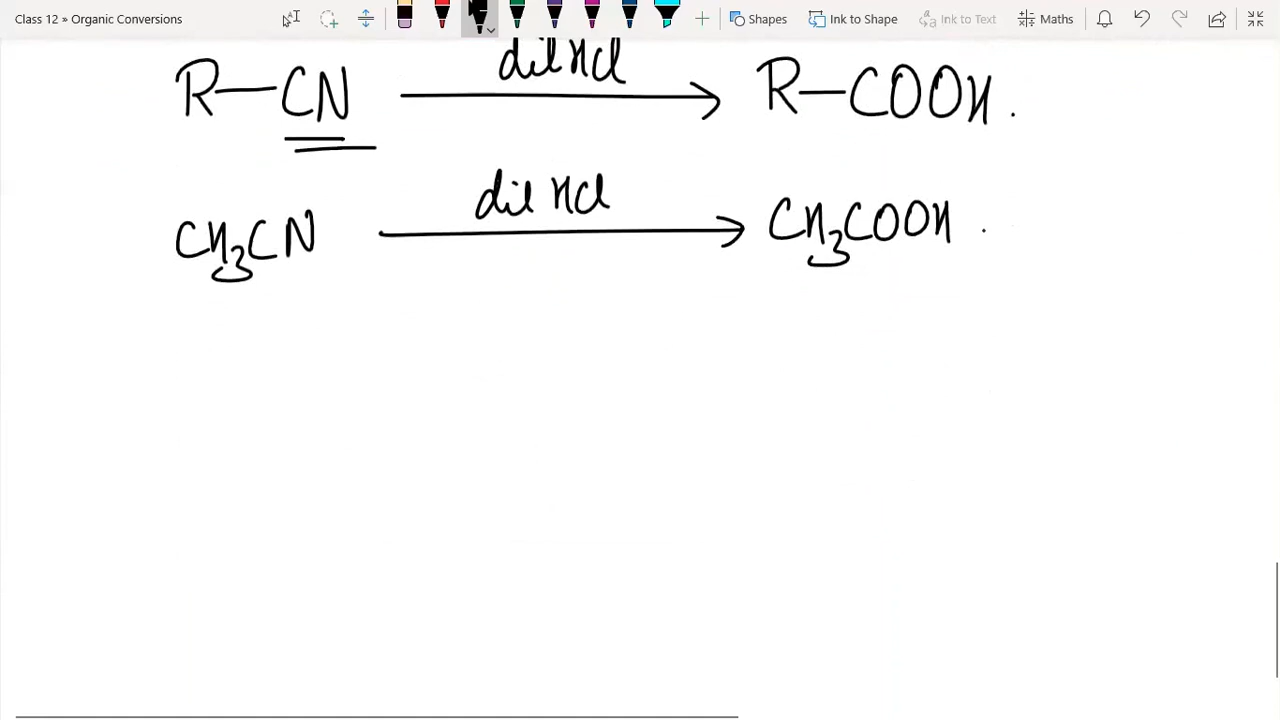 Class 12 » Organic Conversions Shapes Ink to Shape Ink to Text Maths
dil HCl
R—CN → R—COOH.
dil HCl
CH3CN → CH3COOH.